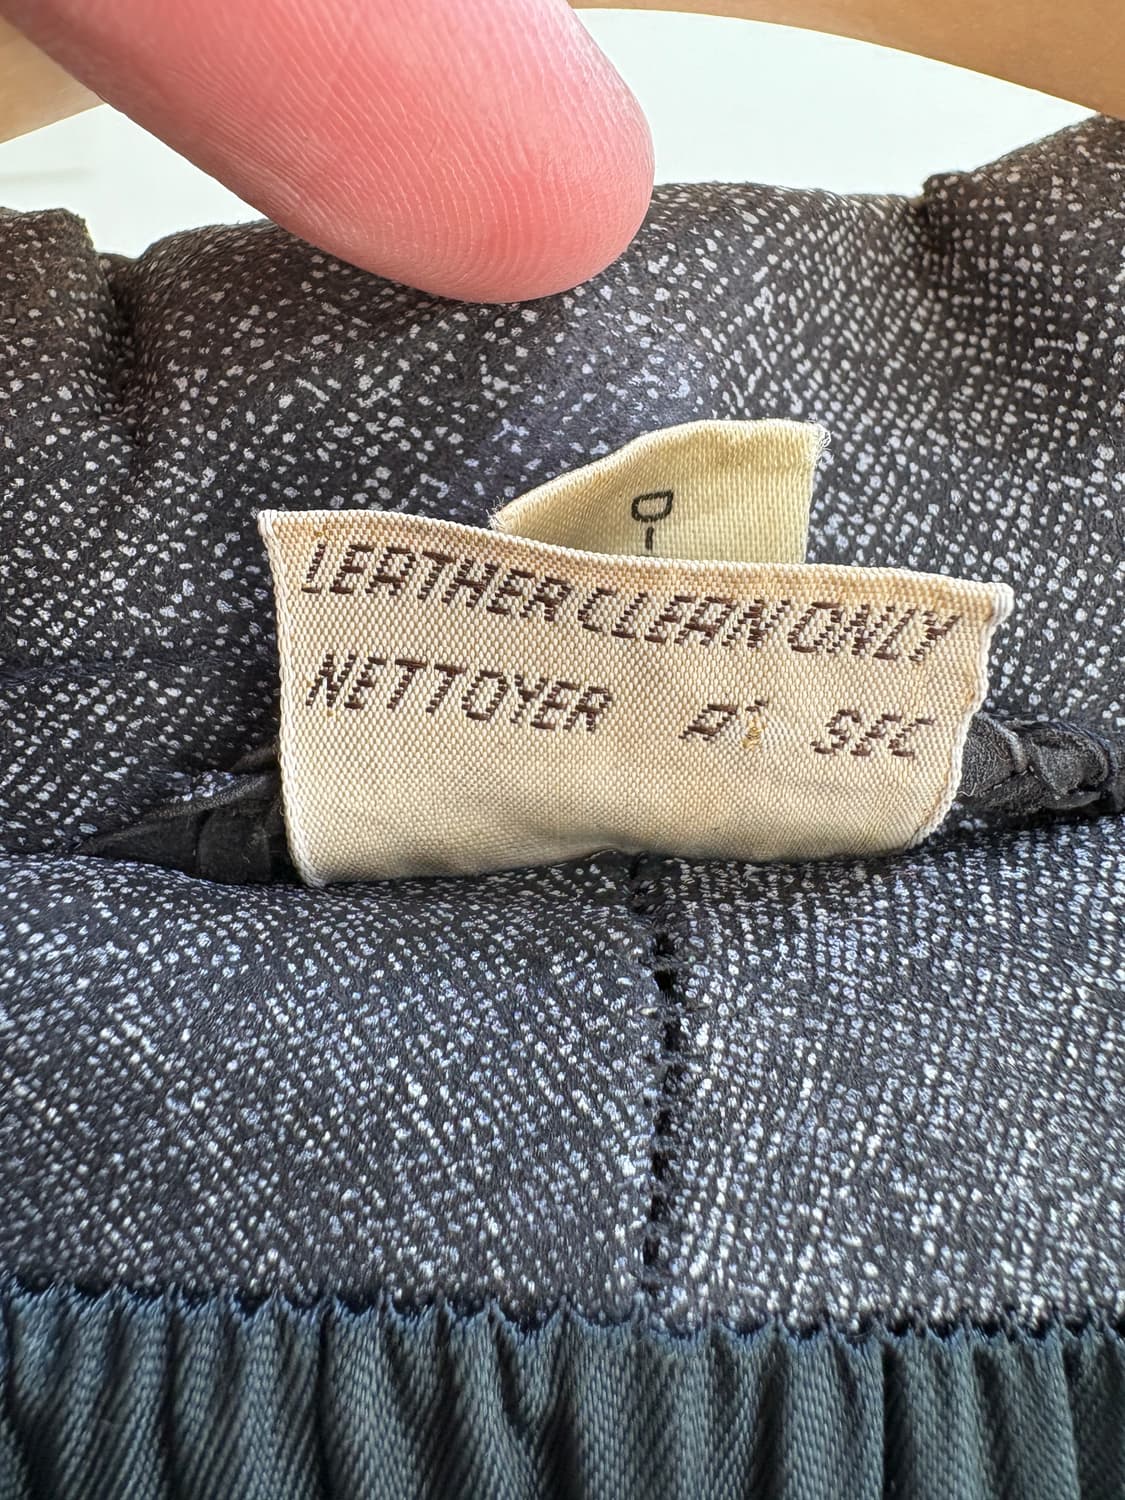 D-
LEATHER CLEAN ONLY
NETTOYER A' SEC